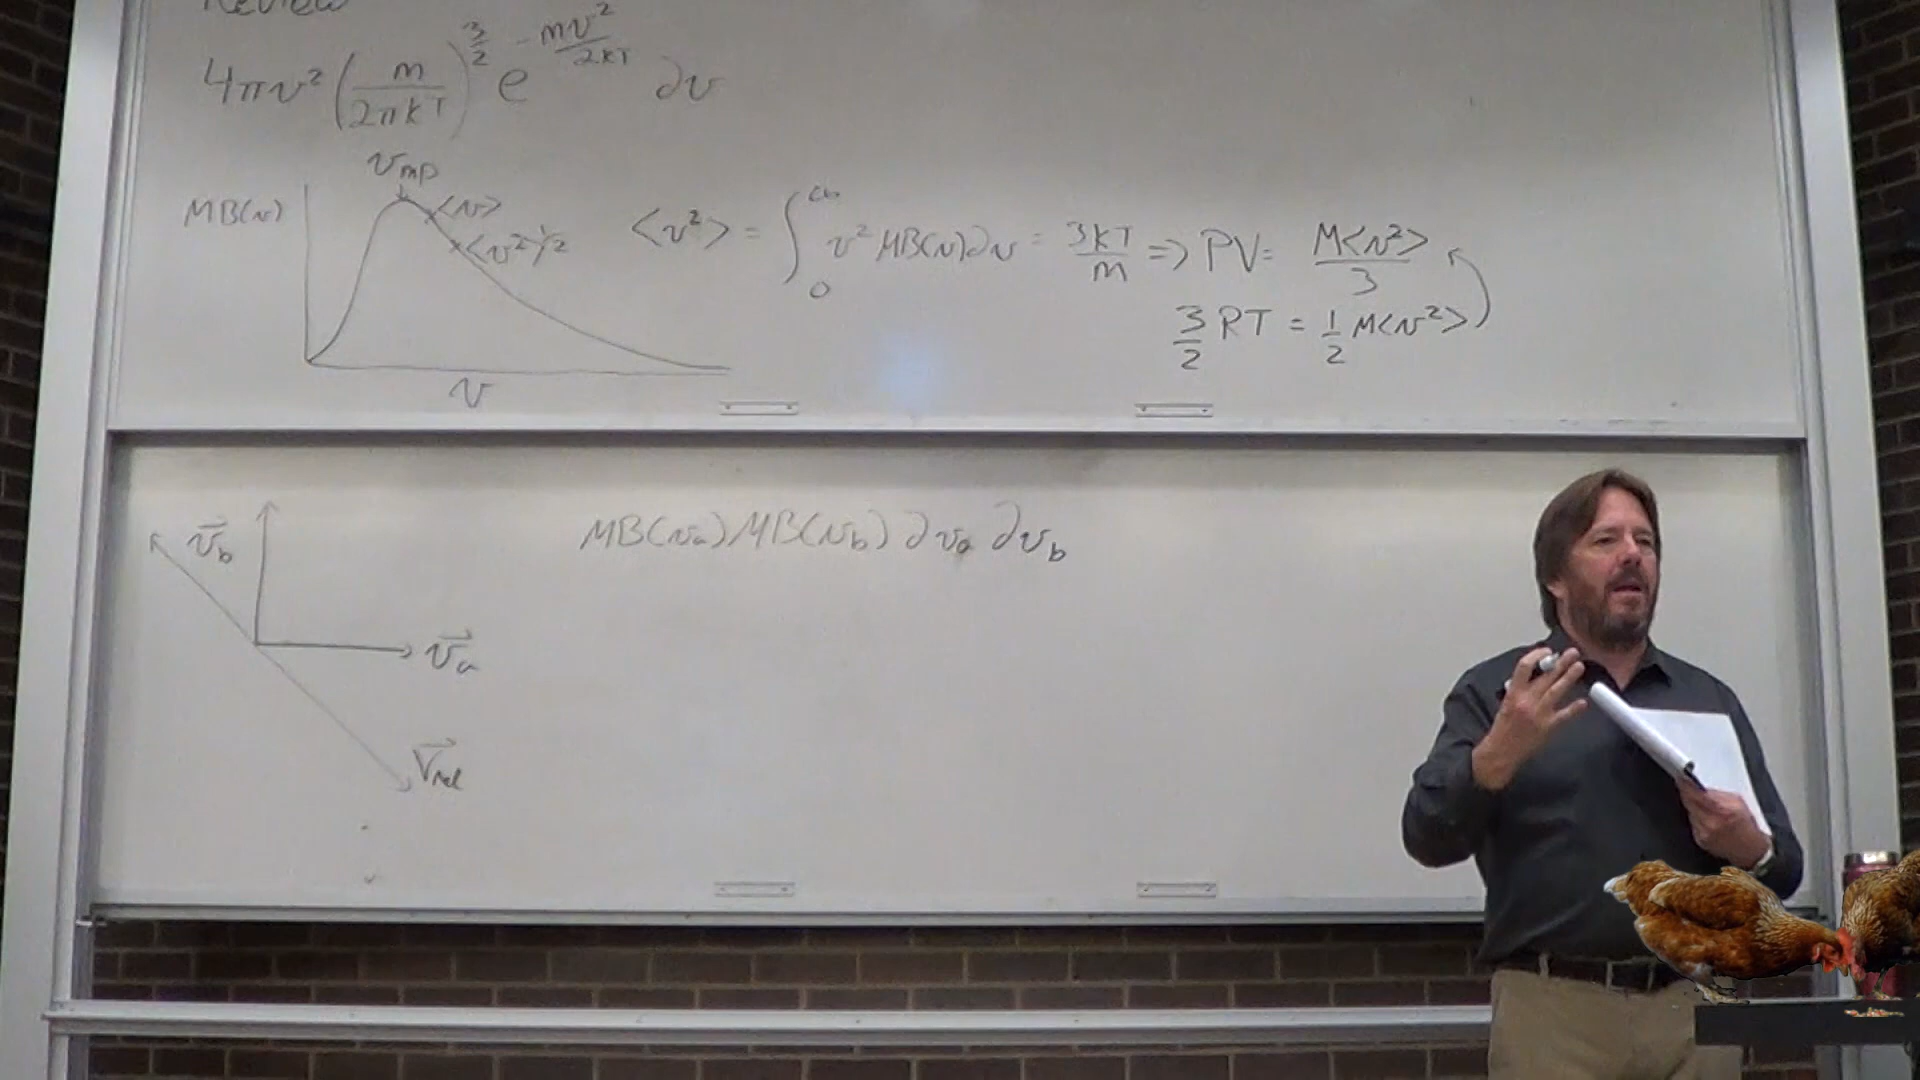 Review
4πv² (m/2πkT)^3/2 e^-mv²/2kT ∂v
v_mp
MB(v)
<v>
<v²>^1/2
v
<v²> = ∫₀^∞ v² MB(v)∂v = 3kT/m => PV = M<v²>/3
3/2 RT = 1/2 M<v²>
v⃗_b
v⃗_a
v⃗_rel
MB(v_a) MB(v_b) ∂v_a ∂v_b